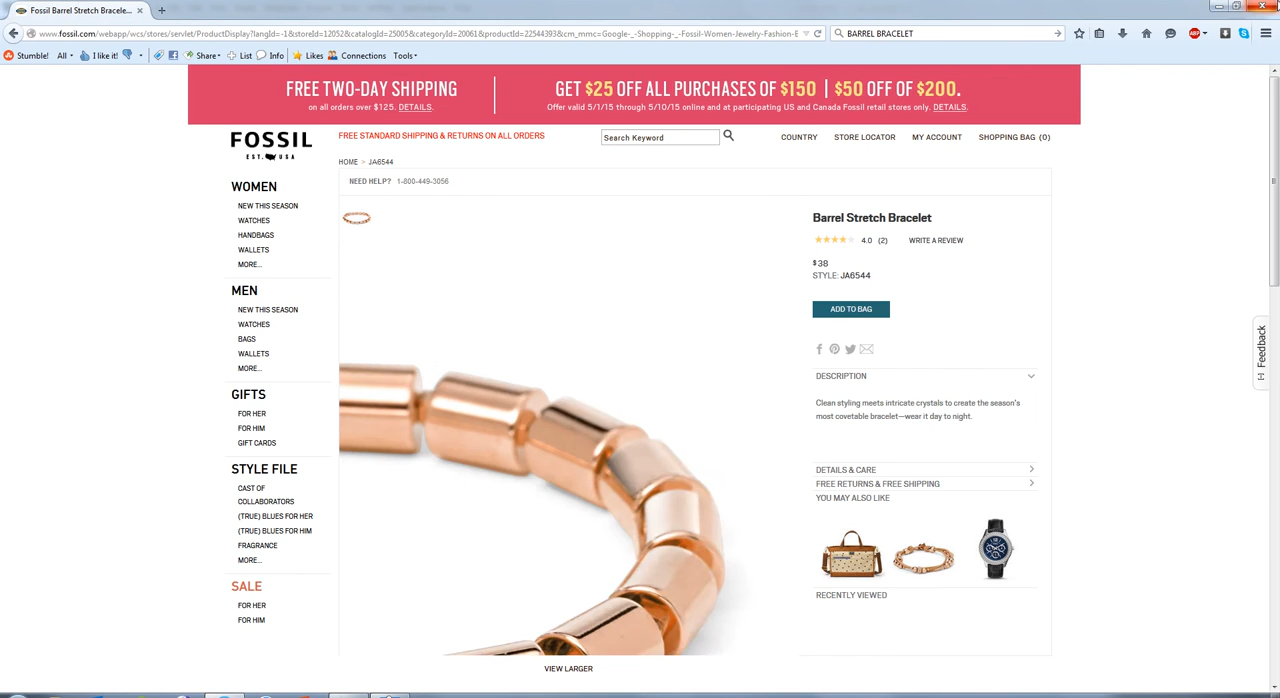 Fossil Barrel Stretch Bracele...
www.fossil.com/webapp/wcs/stores/servlet/ProductDisplay?langId=-1&storeId=12052&catalogId=25005&categoryId=20061&productId=22544393&cm_mmc=Google-_-Shopping-_-Fossil-Women-Jewelry-Fashion-E
BARREL BRACELET
Stumble! All I like it! Share List Info Likes Connections Tools
FREE TWO-DAY SHIPPING
on all orders over $125. DETAILS.
GET $25 OFF ALL PURCHASES OF $150 | $50 OFF OF $200.
Offer valid 5/1/15 through 5/10/15 online and at participating US and Canada Fossil retail stores only. DETAILS.
FOSSIL
EST. USA
FREE STANDARD SHIPPING & RETURNS ON ALL ORDERS
Search Keyword
COUNTRY STORE LOCATOR MY ACCOUNT SHOPPING BAG (0)
HOME > JA6544
NEED HELP? 1-800-449-3056
WOMEN
NEW THIS SEASON
WATCHES
HANDBAGS
WALLETS
MORE...
MEN
NEW THIS SEASON
WATCHES
BAGS
WALLETS
MORE...
GIFTS
FOR HER
FOR HIM
GIFT CARDS
STYLE FILE
CAST OF
COLLABORATORS
(TRUE) BLUES FOR HER
(TRUE) BLUES FOR HIM
FRAGRANCE
MORE...
SALE
FOR HER
FOR HIM
Barrel Stretch Bracelet
4.0 (2) WRITE A REVIEW
$38
STYLE: JA6544
ADD TO BAG
DESCRIPTION
Clean styling meets intricate crystals to create the season's
most covetable bracelet—wear it day to night.
DETAILS & CARE
FREE RETURNS & FREE SHIPPING
YOU MAY ALSO LIKE
RECENTLY VIEWED
VIEW LARGER
[+] Feedback